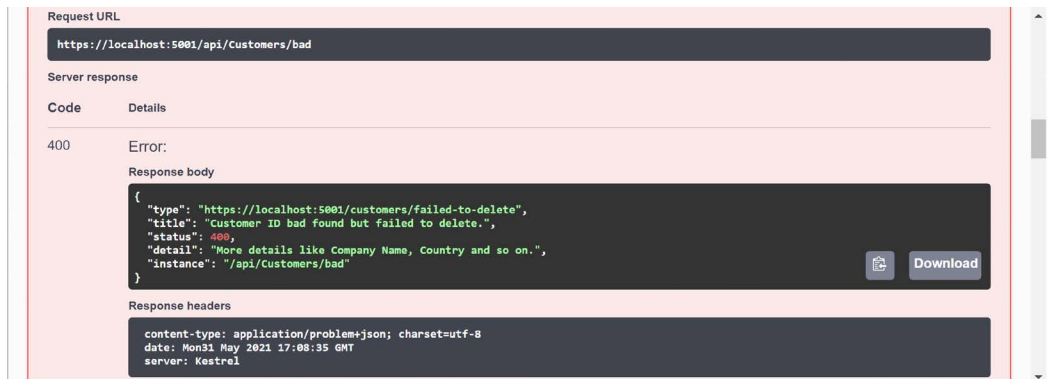 Request URL
https://localhost:5001/api/Customers/bad
Server response
Code Details
400 Error:
Response body
{
"type": "https://localhost:5001/customers/failed-to-delete",
"title": "Customer ID bad found but failed to delete.",
"status": 400,
"detail": "More details like Company Name, Country and so on.",
"instance": "/api/Customers/bad"
}
Download
Response headers
content-type: application/problem+json; charset=utf-8
date: Mon31 May 2021 17:08:35 GMT
server: Kestrel